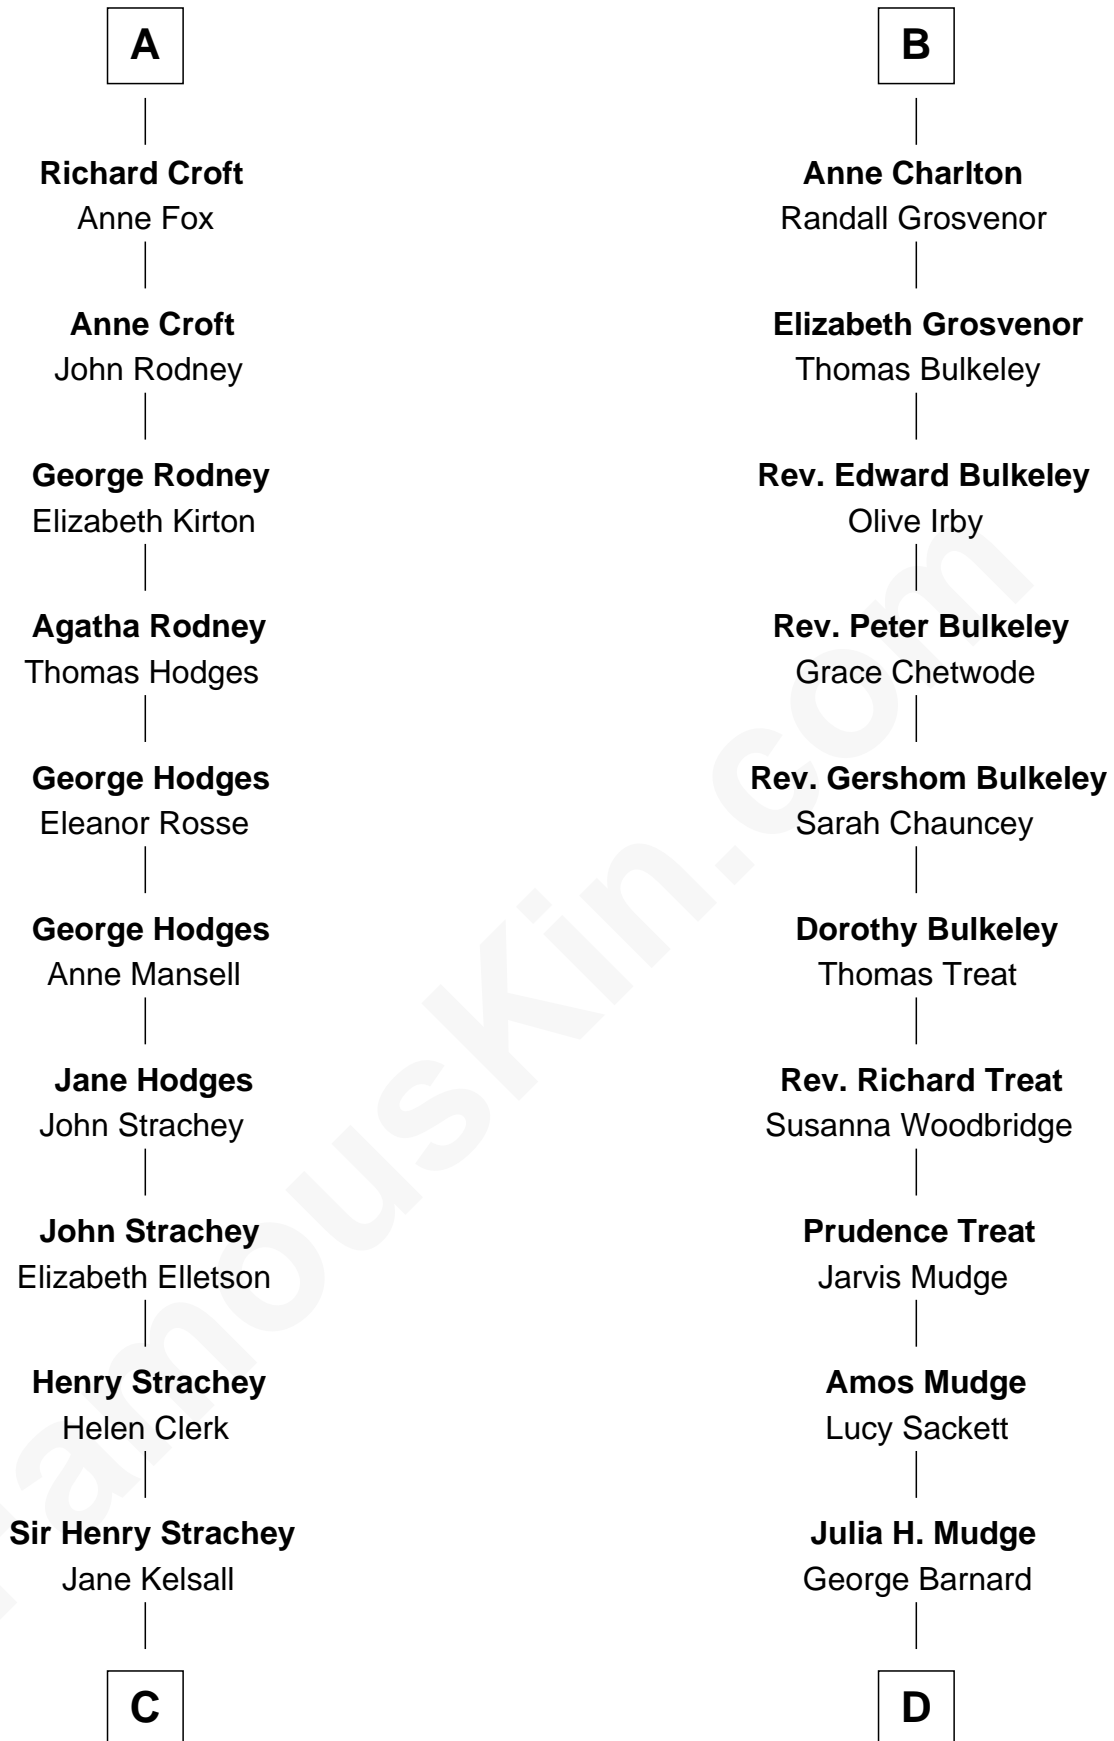 A
Richard Croft
Anne Fox
Anne Croft
John Rodney
George Rodney
Elizabeth Kirton
Agatha Rodney
Thomas Hodges
George Hodges
Eleanor Rosse
George Hodges
Anne Mansell
Jane Hodges
John Strachey
John Strachey
Elizabeth Elletson
Henry Strachey
Helen Clerk
Sir Henry Strachey
Jane Kelsall
C
B
Anne Charlton
Randall Grosvenor
Elizabeth Grosvenor
Thomas Bulkeley
Rev. Edward Bulkeley
Olive Irby
Rev. Peter Bulkeley
Grace Chetwode
Rev. Gershom Bulkeley
Sarah Chauncey
Dorothy Bulkeley
Thomas Treat
Rev. Richard Treat
Susanna Woodbridge
Prudence Treat
Jarvis Mudge
Amos Mudge
Lucy Sackett
Julia H. Mudge
George Barnard
D
FamousKin.com